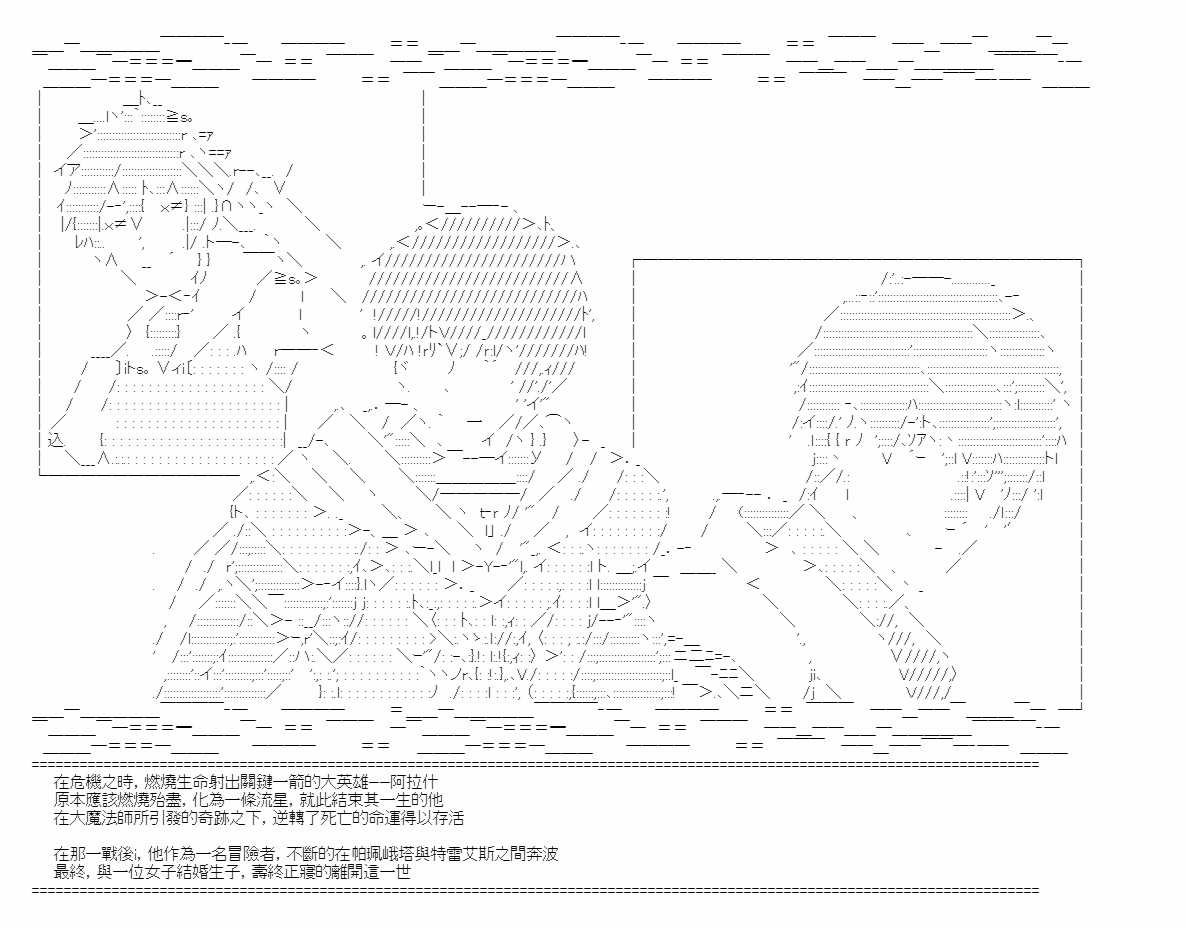 在危機之時, 燃燒生命射出關鍵一箭的大英雄——阿拉什
原本應該燃燒殆盡, 化為一條流星, 就此結束其一生的他
在大魔法師所引發的奇跡之下, 逆轉了死亡的命運得以存活
在那一戰後i, 他作為一名冒險者, 不斷的在帕珮峨塔與特雷艾斯之間奔波
最終, 與一位女子結婚生子, 壽終正寢的離開這一世